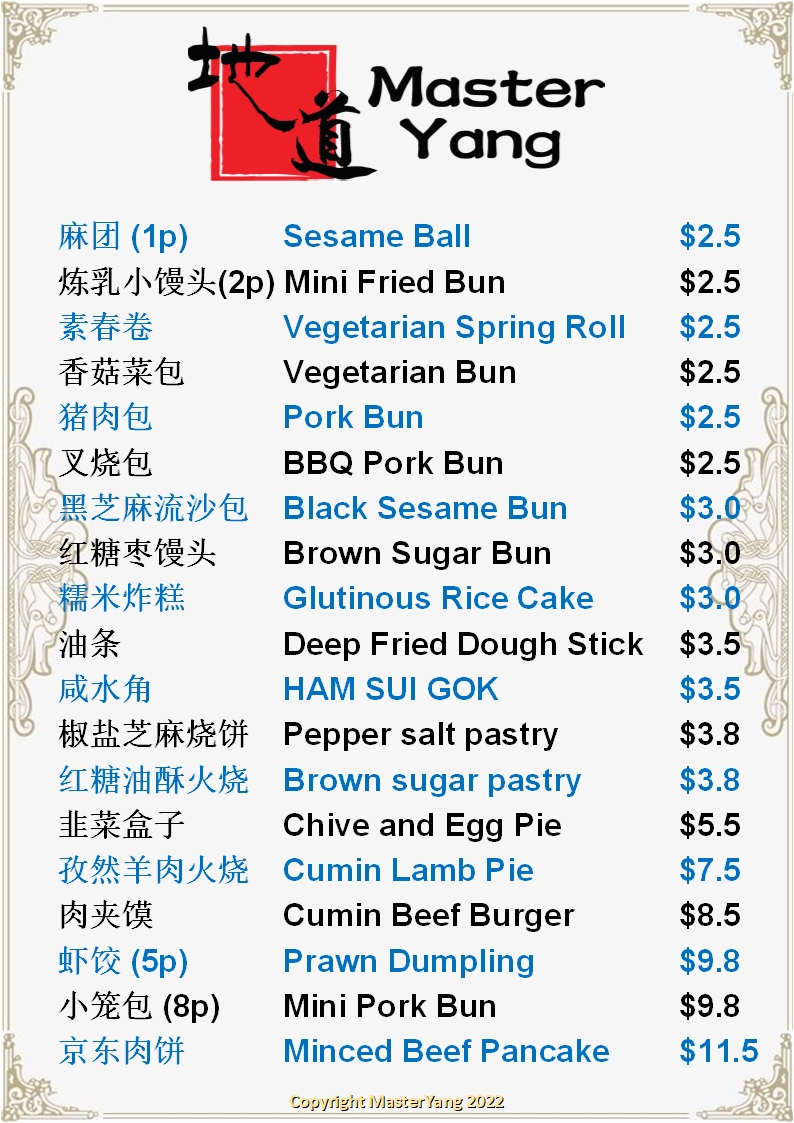 地道 Master
Yang
麻团 (1p) Sesame Ball $2.5
炼乳小馒头(2p) Mini Fried Bun $2.5
素春卷 Vegetarian Spring Roll $2.5
香菇菜包 Vegetarian Bun $2.5
猪肉包 Pork Bun $2.5
叉烧包 BBQ Pork Bun $2.5
黑芝麻流沙包 Black Sesame Bun $3.0
红糖枣馒头 Brown Sugar Bun $3.0
糯米炸糕 Glutinous Rice Cake $3.0
油条 Deep Fried Dough Stick $3.5
咸水角 HAM SUI GOK $3.5
椒盐芝麻烧饼 Pepper salt pastry $3.8
红糖油酥火烧 Brown sugar pastry $3.8
韭菜盒子 Chive and Egg Pie $5.5
孜然羊肉火烧 Cumin Lamb Pie $7.5
肉夹馍 Cumin Beef Burger $8.5
虾饺 (5p) Prawn Dumpling $9.8
小笼包 (8p) Mini Pork Bun $9.8
京东肉饼 Minced Beef Pancake $11.5
Copyright MasterYang 2022